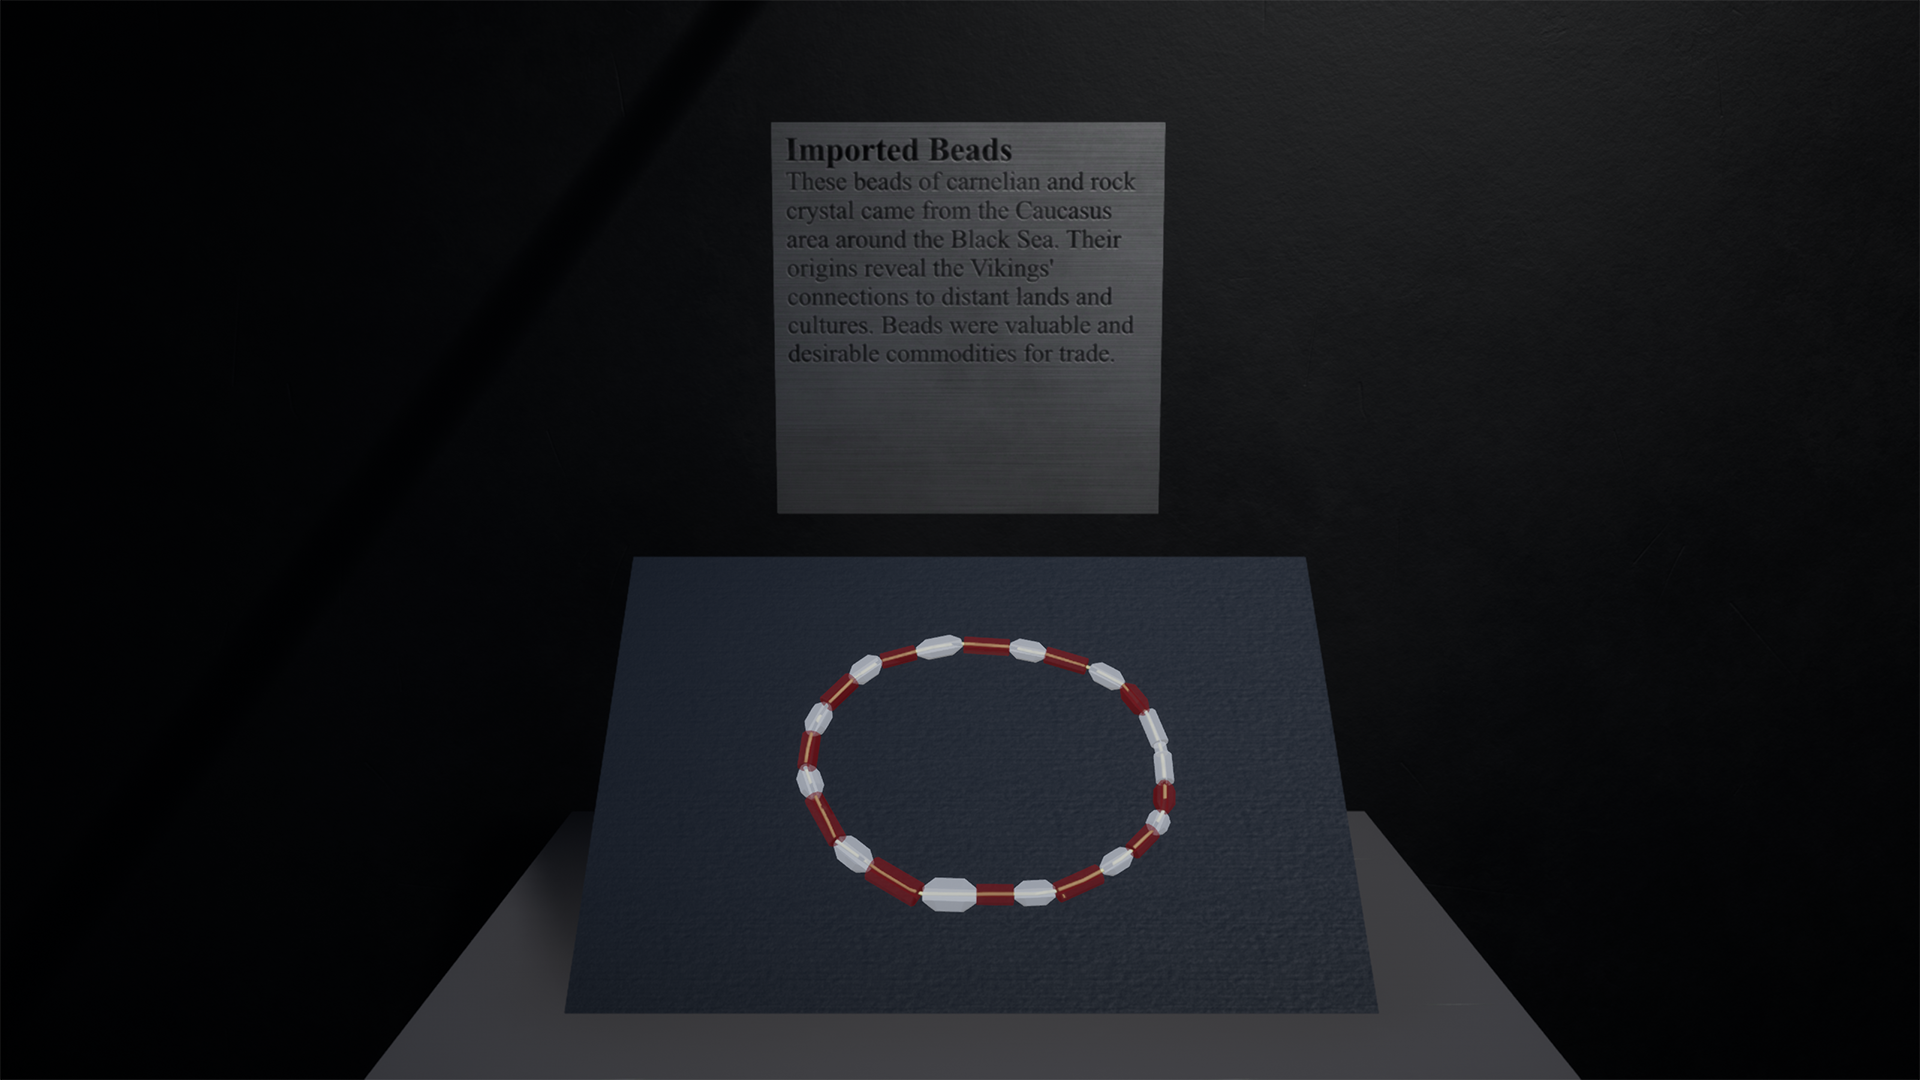 Imported Beads
These beads of carnelian and rock
crystal came from the Caucasus
area around the Black Sea. Their
origins reveal the Vikings'
connections to distant lands and
cultures. Beads were valuable and
desirable commodities for trade.